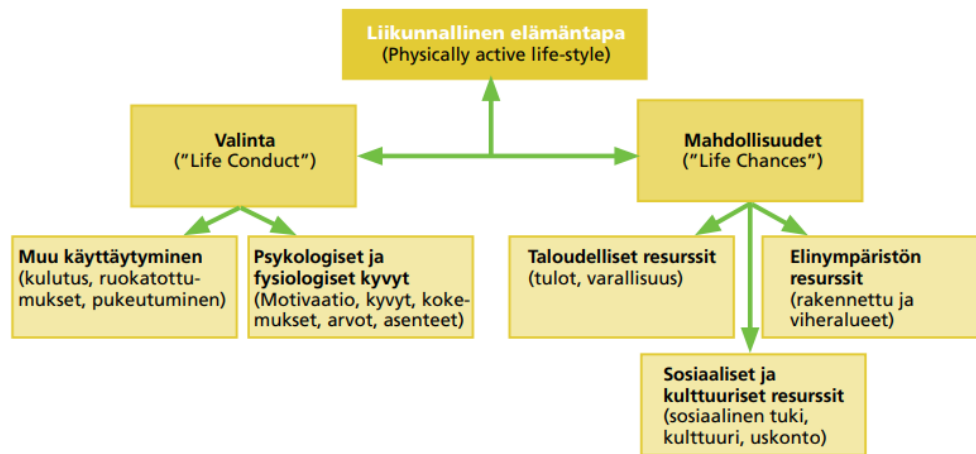 Liikunnallinen elämäntapa
(Physically active life-style)
Valinta
(”Life Conduct”)
Mahdollisuudet
(”Life Chances”)
Muu käyttäytyminen
(kulutus, ruokatottu-
mukset, pukeutuminen)
Psykologiset ja
fysiologiset kyvyt
(Motivaatio, kyvyt, koke-
mukset, arvot, asenteet)
Taloudelliset resurssit
(tulot, varallisuus)
Elinympäristön
resurssit
(rakennettu ja
viheralueet)
Sosiaaliset ja
kulttuuriset resurssit
(sosiaalinen tuki,
kulttuuri, uskonto)